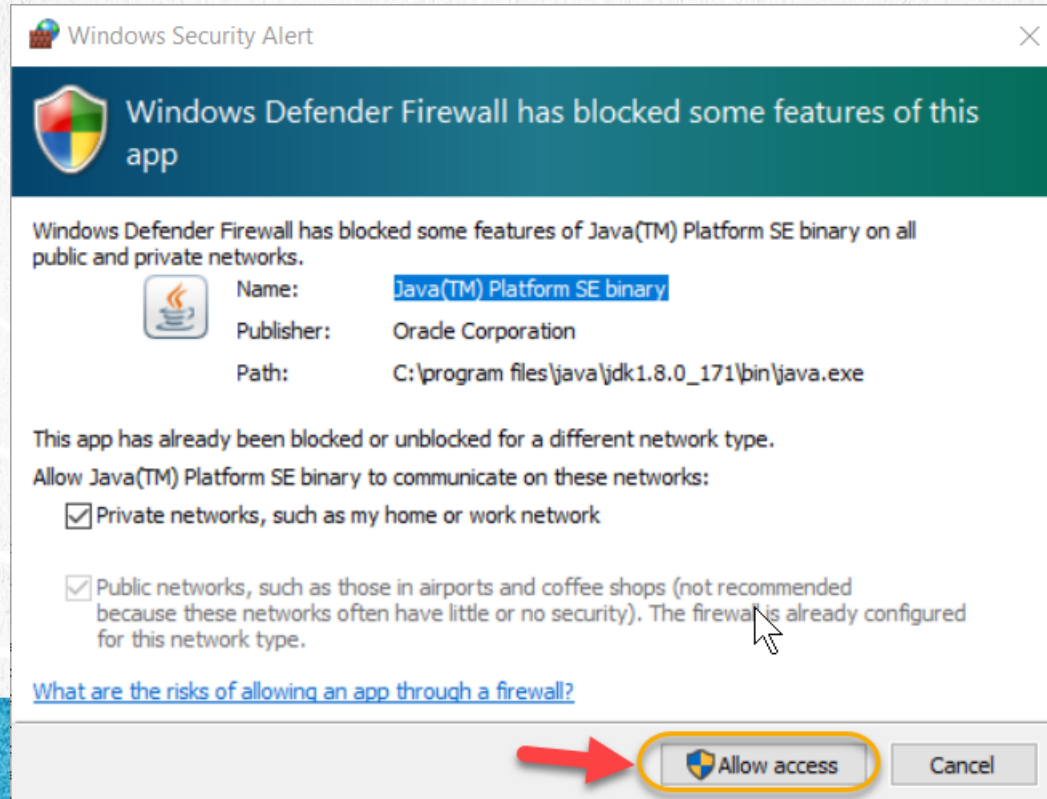 Windows Security Alert
Windows Defender Firewall has blocked some features of this
app
Windows Defender Firewall has blocked some features of Java(TM) Platform SE binary on all
public and private networks.
Name: Java(TM) Platform SE binary
Publisher: Oracle Corporation
Path: C:\program files\java\jdk1.8.0_171\bin\java.exe
This app has already been blocked or unblocked for a different network type.
Allow Java(TM) Platform SE binary to communicate on these networks:
Private networks, such as my home or work network
Public networks, such as those in airports and coffee shops (not recommended
because these networks often have little or no security). The firewall is already configured
for this network type.
What are the risks of allowing an app through a firewall?
Allow access Cancel